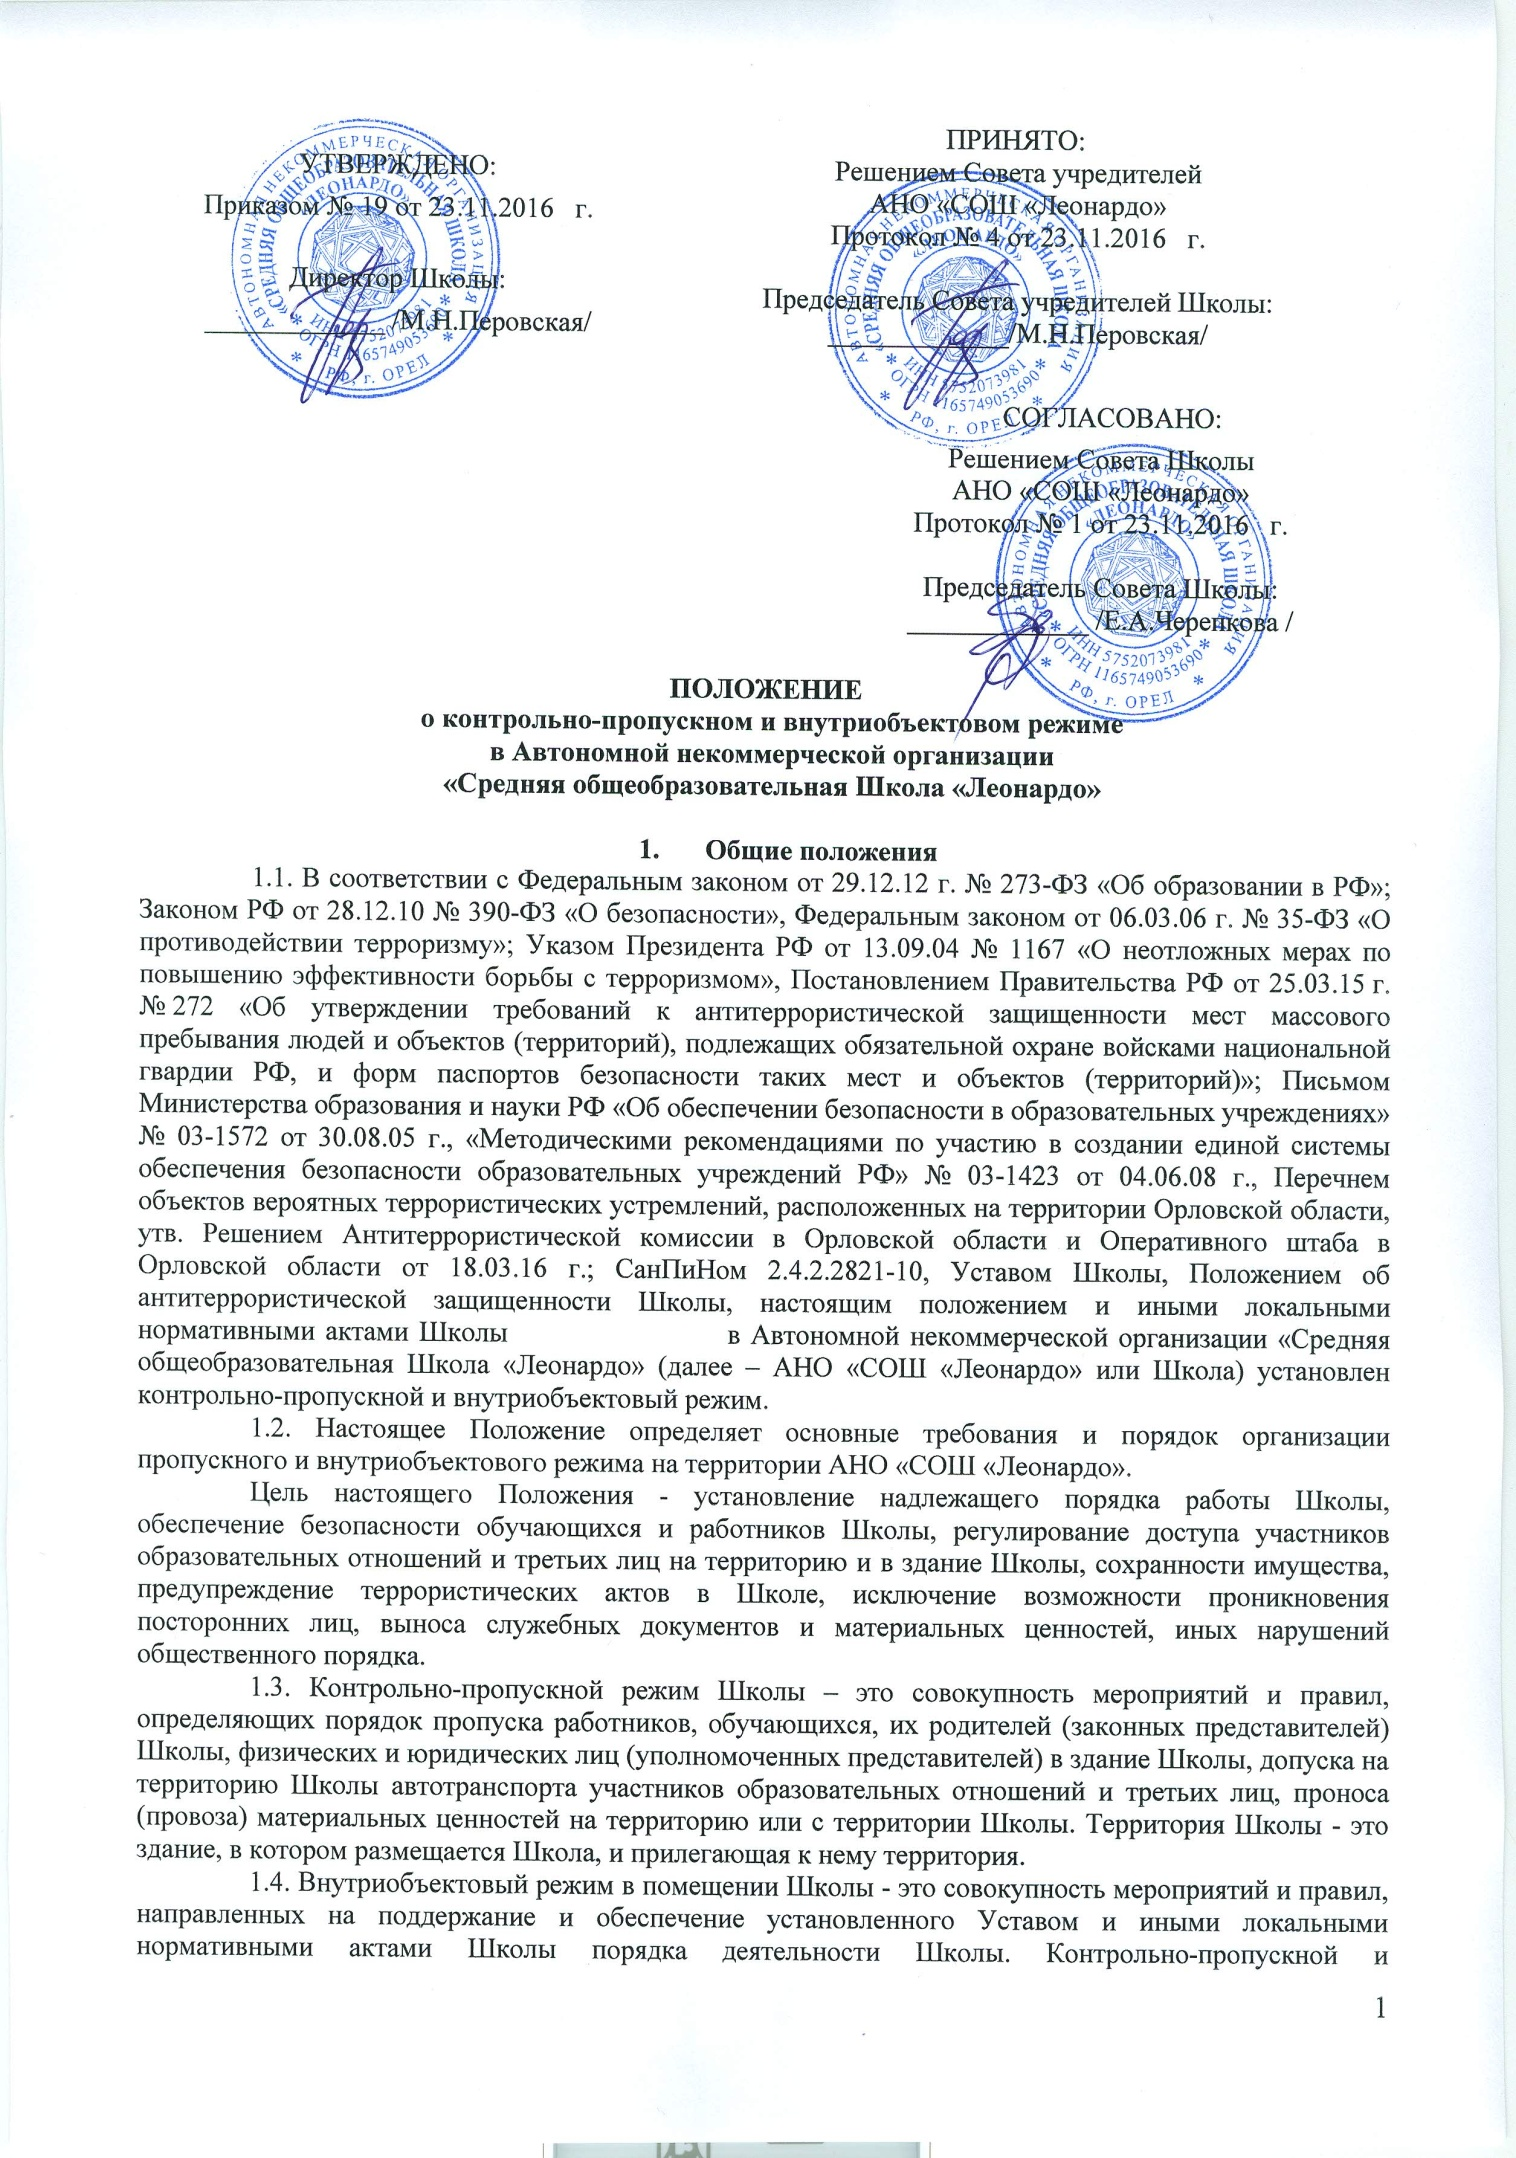 УТВЕРЖДЕНО:
Приказом № 19 от 23.11.2016 г.
Директор Школы:
/М.Н.Перовская/
ПРИНЯТО:
Решением Совета учредителей
АНО «СОШ «Леонардо»
Протокол № 4 от 23.11.2016 г.
Председатель Совета учредителей Школы:
/М.Н.Перовская/
СОГЛАСОВАНО:
Решением Совета Школы
АНО «СОШ «Леонардо»
Протокол № 1 от 23.11.2016 г.
Председатель Совета Школы:
/Е.А.Черепкова /
АВТОНОМНАЯ НЕКОММЕРЧЕСКАЯ ОРГАНИЗАЦИЯ
«СРЕДНЯЯ ОБЩЕОБРАЗОВАТЕЛЬНАЯ ШКОЛА
«ЛЕОНАРДО»
ИНН 5752073981
ОГРН 1165749053690
РФ, г. ОРЕЛ
ПОЛОЖЕНИЕ
о контрольно-пропускном и внутриобъектовом режиме
в Автономной некоммерческой организации
«Средняя общеобразовательная Школа «Леонардо»
1. Общие положения
1.1. В соответствии с Федеральным законом от 29.12.12 г. № 273-ФЗ «Об образовании в РФ»;
Законом РФ от 28.12.10 № 390-ФЗ «О безопасности», Федеральным законом от 06.03.06 г. № 35-ФЗ «О
противодействии терроризму»; Указом Президента РФ от 13.09.04 № 1167 «О неотложных мерах по
повышению эффективности борьбы с терроризмом», Постановлением Правительства РФ от 25.03.15 г.
№ 272 «Об утверждении требований к антитеррористической защищенности мест массового
пребывания людей и объектов (территорий), подлежащих обязательной охране войсками национальной
гвардии РФ, и форм паспортов безопасности таких мест и объектов (территорий)»; Письмом
Министерства образования и науки РФ «Об обеспечении безопасности в образовательных учреждениях»
№ 03-1572 от 30.08.05 г., «Методическими рекомендациями по участию в создании единой системы
обеспечения безопасности образовательных учреждений РФ» № 03-1423 от 04.06.08 г., Перечнем
объектов вероятных террористических устремлений, расположенных на территории Орловской области,
утв. Решением Антитеррористической комиссии в Орловской области и Оперативного штаба в
Орловской области от 18.03.16 г.; СанПиНом 2.4.2.2821-10, Уставом Школы, Положением об
антитеррористической защищенности Школы, настоящим положением и иными локальными
нормативными актами Школы в Автономной некоммерческой организации «Средняя
общеобразовательная Школа «Леонардо» (далее – АНО «СОШ «Леонардо» или Школа) установлен
контрольно-пропускной и внутриобъектовый режим.
1.2. Настоящее Положение определяет основные требования и порядок организации
пропускного и внутриобъектового режима на территории АНО «СОШ «Леонардо».
Цель настоящего Положения - установление надлежащего порядка работы Школы,
обеспечение безопасности обучающихся и работников Школы, регулирование доступа участников
образовательных отношений и третьих лиц на территорию и в здание Школы, сохранности имущества,
предупреждение террористических актов в Школе, исключение возможности проникновения
посторонних лиц, выноса служебных документов и материальных ценностей, иных нарушений
общественного порядка.
1.3. Контрольно-пропускной режим Школы – это совокупность мероприятий и правил,
определяющих порядок пропуска работников, обучающихся, их родителей (законных представителей)
Школы, физических и юридических лиц (уполномоченных представителей) в здание Школы, допуска на
территорию Школы автотранспорта участников образовательных отношений и третьих лиц, проноса
(провоза) материальных ценностей на территорию или с территории Школы. Территория Школы - это
здание, в котором размещается Школа, и прилегающая к нему территория.
1.4. Внутриобъектовый режим в помещении Школы - это совокупность мероприятий и правил,
направленных на поддержание и обеспечение установленного Уставом и иными локальными
нормативными актами Школы порядка деятельности Школы. Контрольно-пропускной и
1